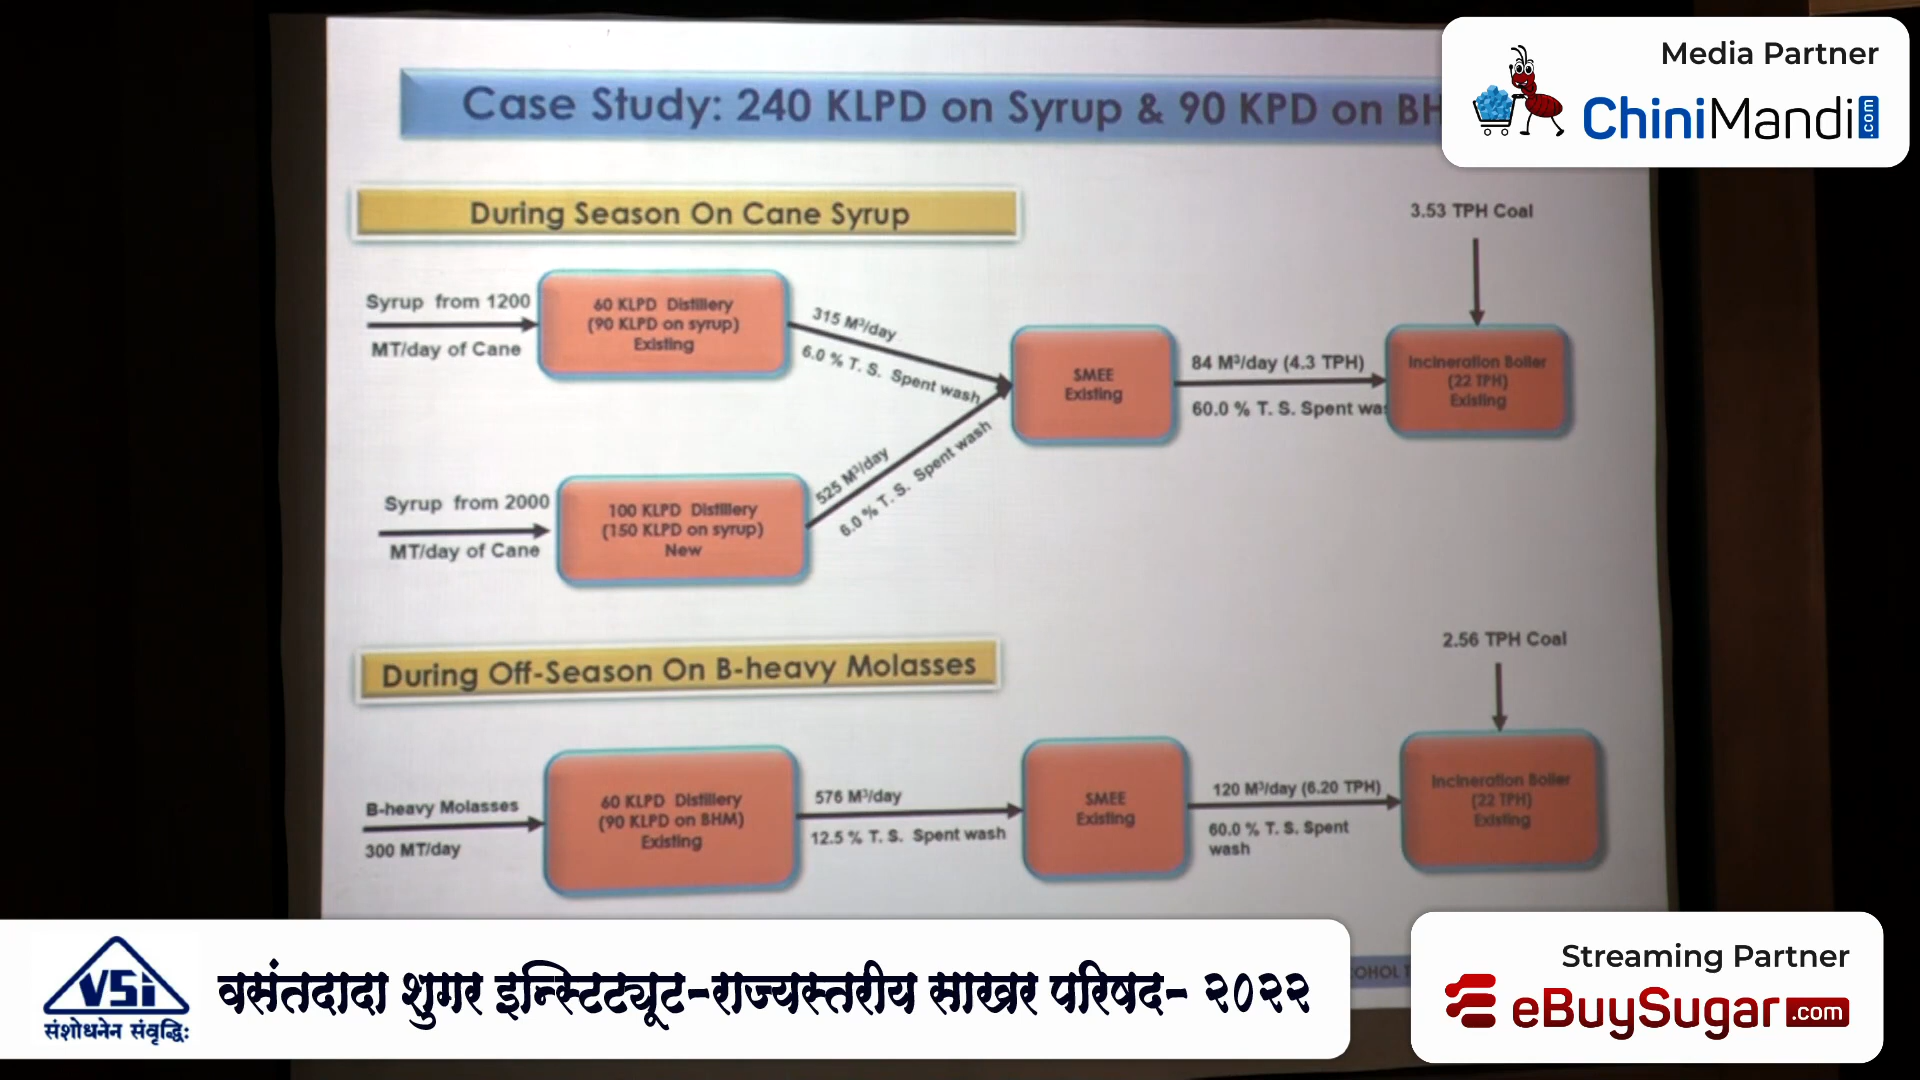 Case Study: 240 KLPD on Syrup & 90 KPD on BH
Media Partner
ChiniMandi.com
During Season On Cane Syrup
3.53 TPH Coal
Syrup from 1200
MT/day of Cane
60 KLPD Distillery
(90 KLPD on syrup)
Existing
315 M³/day
6.0 % T. S. Spent wash
SMEE
Existing
84 M³/day (4.3 TPH)
60.0 % T. S. Spent was
Incineration Boiler
(22 TPH)
Existing
Syrup from 2000
MT/day of Cane
100 KLPD Distillery
(150 KLPD on syrup)
New
525 M³/day
6.0 % T. S. Spent wash
During Off-Season On B-heavy Molasses
2.56 TPH Coal
B-heavy Molasses
300 MT/day
60 KLPD Distillery
(90 KLPD on BHM)
Existing
576 M³/day
12.5 % T. S. Spent wash
SMEE
Existing
120 M³/day (6.20 TPH)
60.0 % T. S. Spent
wash
Incineration Boiler
(22 TPH)
Existing
VSI
संशोधनेन संवृद्धिः
वसंतदादा शुगर इन्स्टिट्यूट-राज्यस्तरीय साखर परिषद- २०२२
OHOL T
Streaming Partner
eBuySugar.com